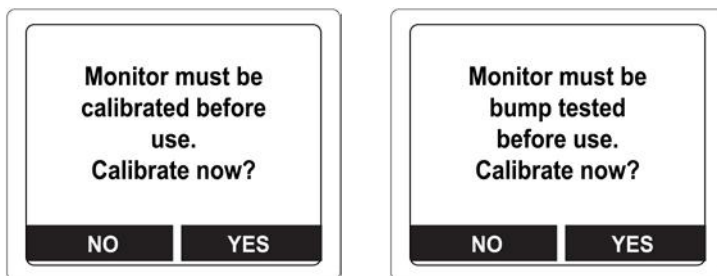 Monitor must be
calibrated before
use.
Calibrate now?
NO YES
Monitor must be
bump tested
before use.
Calibrate now?
NO YES